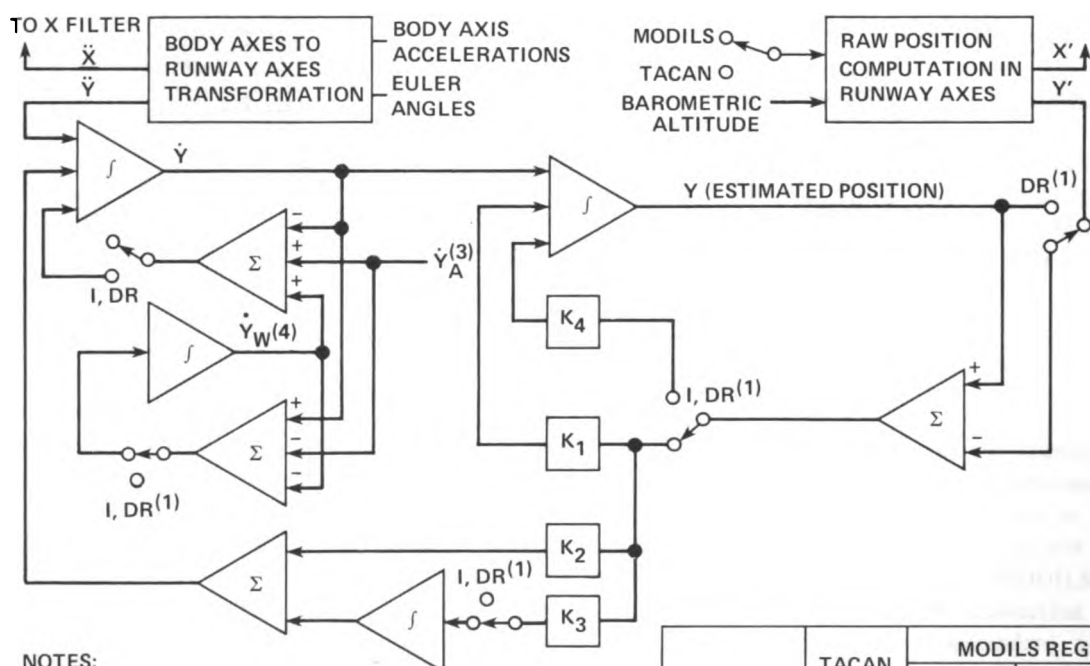 TO X FILTER
Ẍ
Ÿ
BODY AXES TO
RUNWAY AXES
TRANSFORMATION
BODY AXIS
ACCELERATIONS
EULER
ANGLES
MODILS
TACAN
BAROMETRIC
ALTITUDE
RAW POSITION
COMPUTATION IN
RUNWAY AXES
X'
Y'
∫
Ẏ
∫
Y (ESTIMATED POSITION)
DR(1)
−
+
+
Σ
Ẏ_A(3)
I, DR
∫
Ẏ_W(4)
K4
I, DR(1)
+
−
Σ
K1
+
−
−
Σ
I, DR(1)
Σ
K2
I, DR(1)
∫
K3
NOTES:
TACAN
MODILS REG